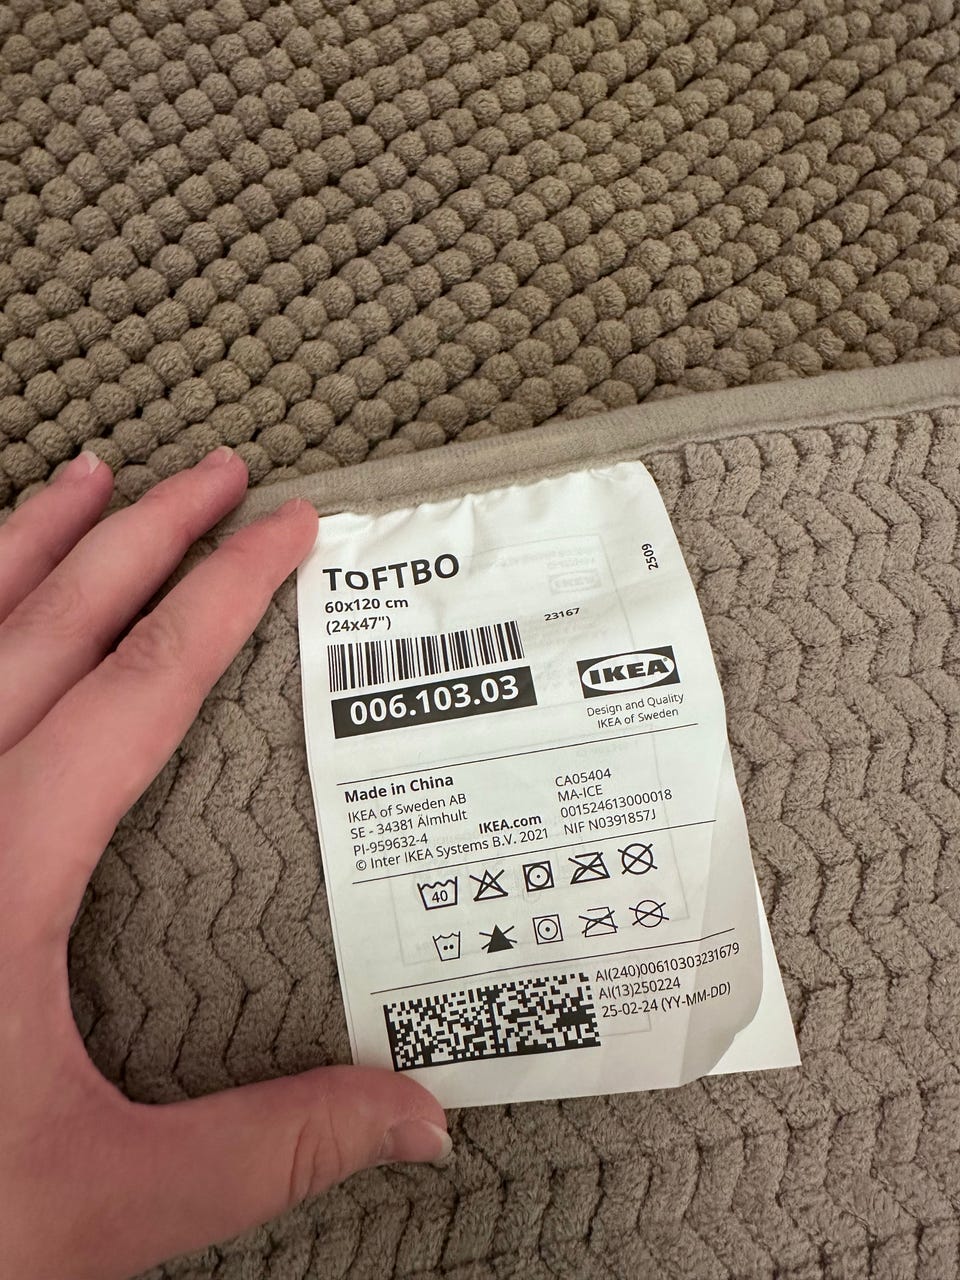 TOFTBO
60x120 cm
(24x47")
2509
23167
006.103.03
IKEA®
Design and Quality
IKEA of Sweden
Made in China
IKEA of Sweden AB
SE - 34381 Älmhult
PI-959632-4
IKEA.com
© Inter IKEA Systems B.V. 2021
CA05404
MA-ICE
001524613000018
NIF N0391857J
40
AI(240)00610303231679
AI(13)250224
25-02-24 (YY-MM-DD)